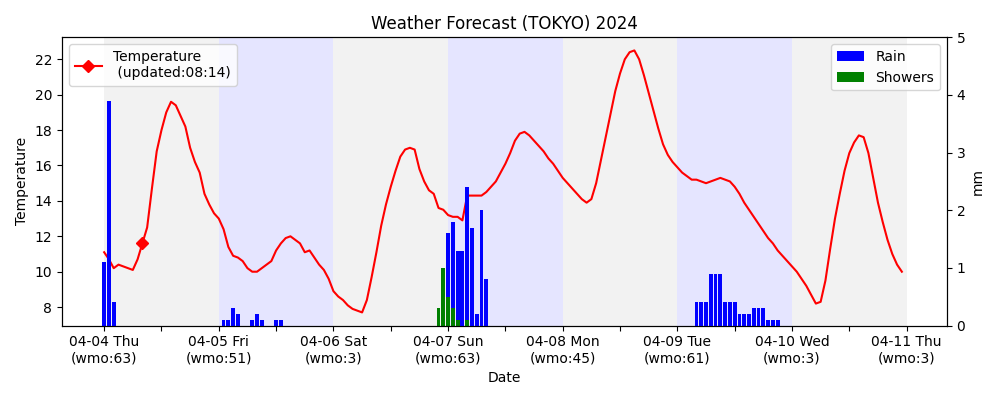 Weather Forecast (TOKYO) 2024
Temperature
(updated:08:14)
Rain
Showers
Temperature
22
20
18
16
14
12
10
8
5
4
3
2
1
0
mm
04-04 Thu
(wmo:63)
04-05 Fri
(wmo:51)
04-06 Sat
(wmo:3)
04-07 Sun
(wmo:63)
04-08 Mon
(wmo:45)
04-09 Tue
(wmo:61)
04-10 Wed
(wmo:3)
04-11 Thu
(wmo:3)
Date